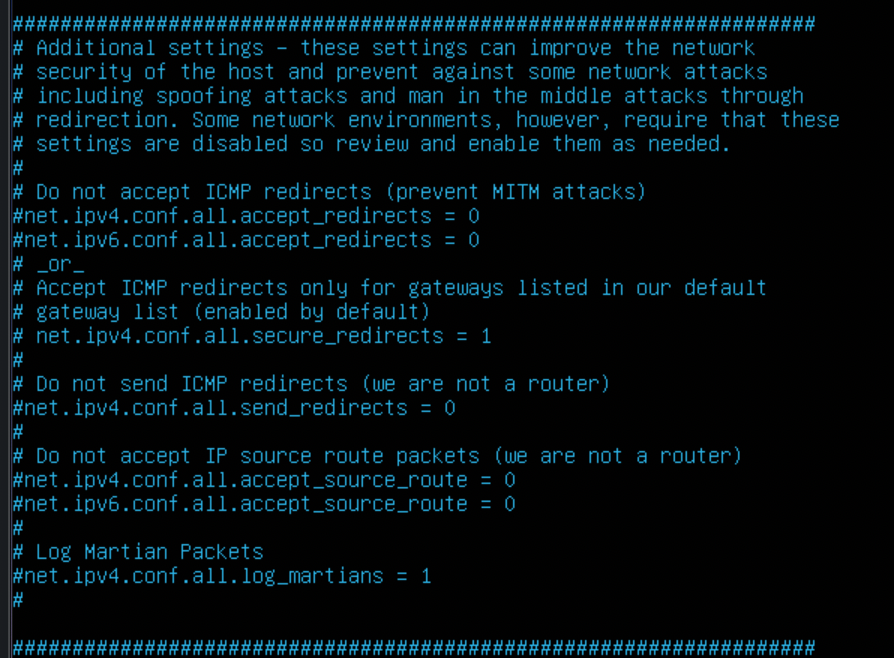 ###################################################################
# Additional settings - these settings can improve the network
# security of the host and prevent against some network attacks
# including spoofing attacks and man in the middle attacks through
# redirection. Some network environments, however, require that these
# settings are disabled so review and enable them as needed.
#
# Do not accept ICMP redirects (prevent MITM attacks)
#net.ipv4.conf.all.accept_redirects = 0
#net.ipv6.conf.all.accept_redirects = 0
# _or_
# Accept ICMP redirects only for gateways listed in our default
# gateway list (enabled by default)
# net.ipv4.conf.all.secure_redirects = 1
#
# Do not send ICMP redirects (we are not a router)
#net.ipv4.conf.all.send_redirects = 0
#
# Do not accept IP source route packets (we are not a router)
#net.ipv4.conf.all.accept_source_route = 0
#net.ipv6.conf.all.accept_source_route = 0
#
# Log Martian Packets
#net.ipv4.conf.all.log_martians = 1
#
###################################################################